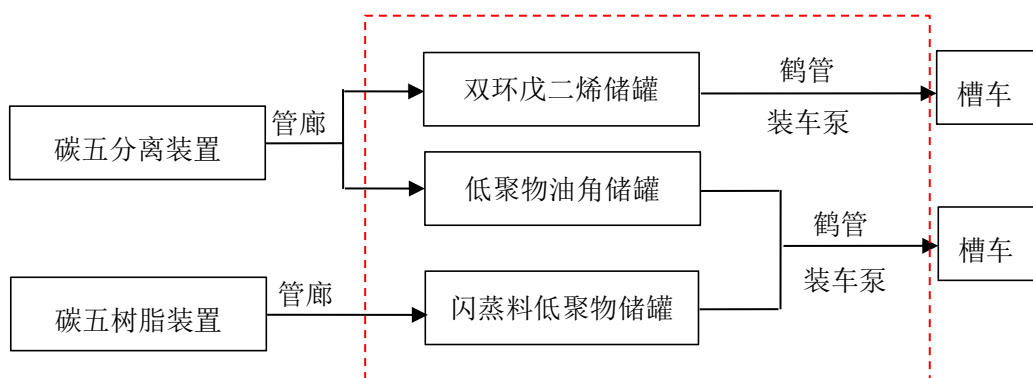 双环戊二烯储罐
鹤管
装车泵
槽车
碳五分离装置
管廊
低聚物油角储罐
鹤管
装车泵
槽车
碳五树脂装置
管廊
闪蒸料低聚物储罐